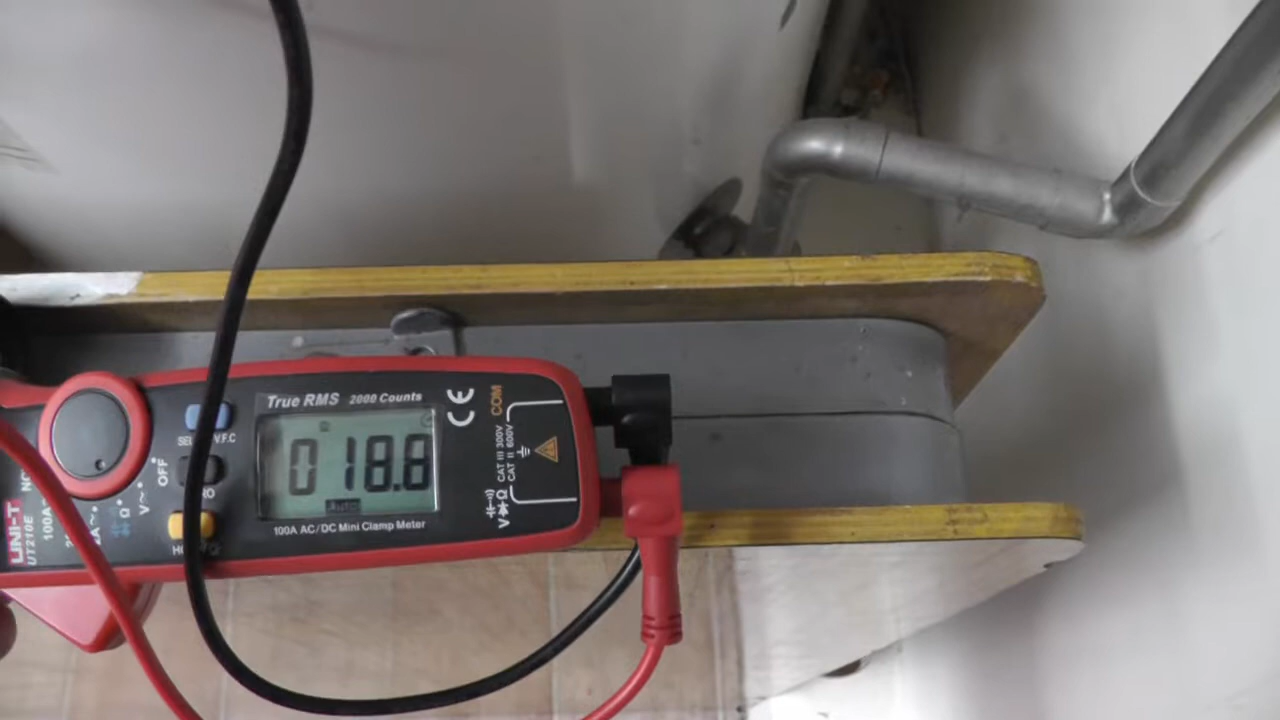 True RMS 2000 Counts
CE
COM
018.8
AUTO
100A AC/DC Mini Clamp Meter
CAT III 300V
CAT II 600V
VΩ
OFF
V~
Ω
100A
UNI-T
UT210E